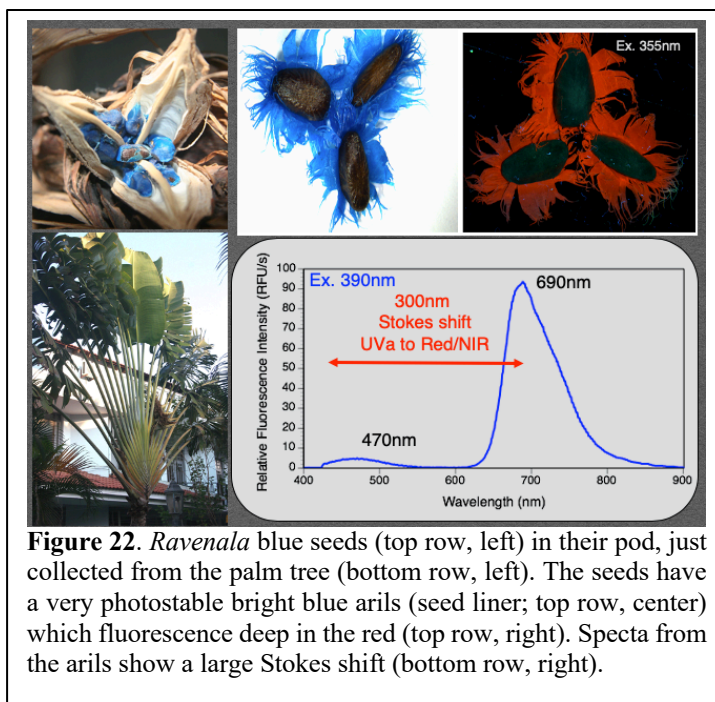 Ex. 355nm
Ex. 390nm
300nm
Stokes shift
UVa to Red/NIR
690nm
470nm
Relative Fluorescence Intensity (RFU/s)
100
90
80
70
60
50
40
30
20
10
0
400
500
600
700
800
900
Wavelength (nm)
Figure 22. Ravenala blue seeds (top row, left) in their pod, just
collected from the palm tree (bottom row, left). The seeds have
a very photostable bright blue arils (seed liner; top row, center)
which fluorescence deep in the red (top row, right). Specta from
the arils show a large Stokes shift (bottom row, right).